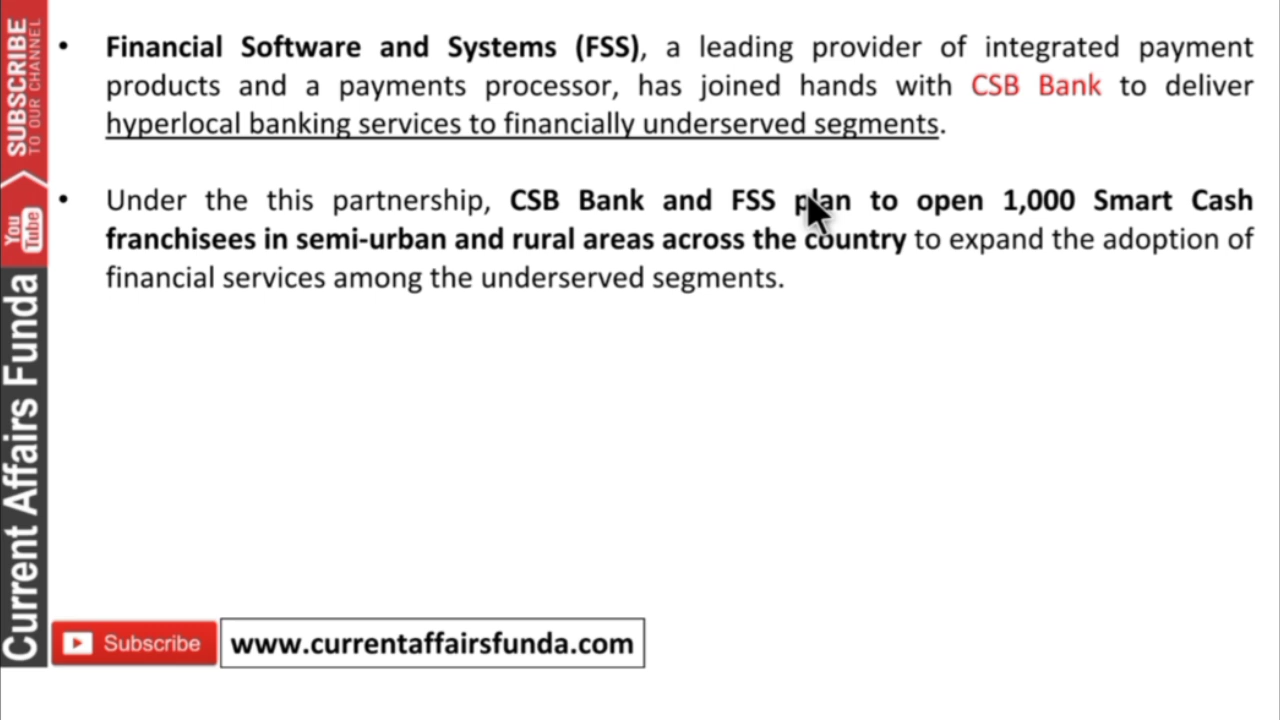 • Financial Software and Systems (FSS), a leading provider of integrated payment
products and a payments processor, has joined hands with CSB Bank to deliver
hyperlocal banking services to financially underserved segments.
• Under the this partnership, CSB Bank and FSS plan to open 1,000 Smart Cash
franchisees in semi-urban and rural areas across the country to expand the adoption of
financial services among the underserved segments.
SUBSCRIBE
TO OUR CHANNEL
You
Tube
Current Affairs Funda
Subscribe
www.currentaffairsfunda.com